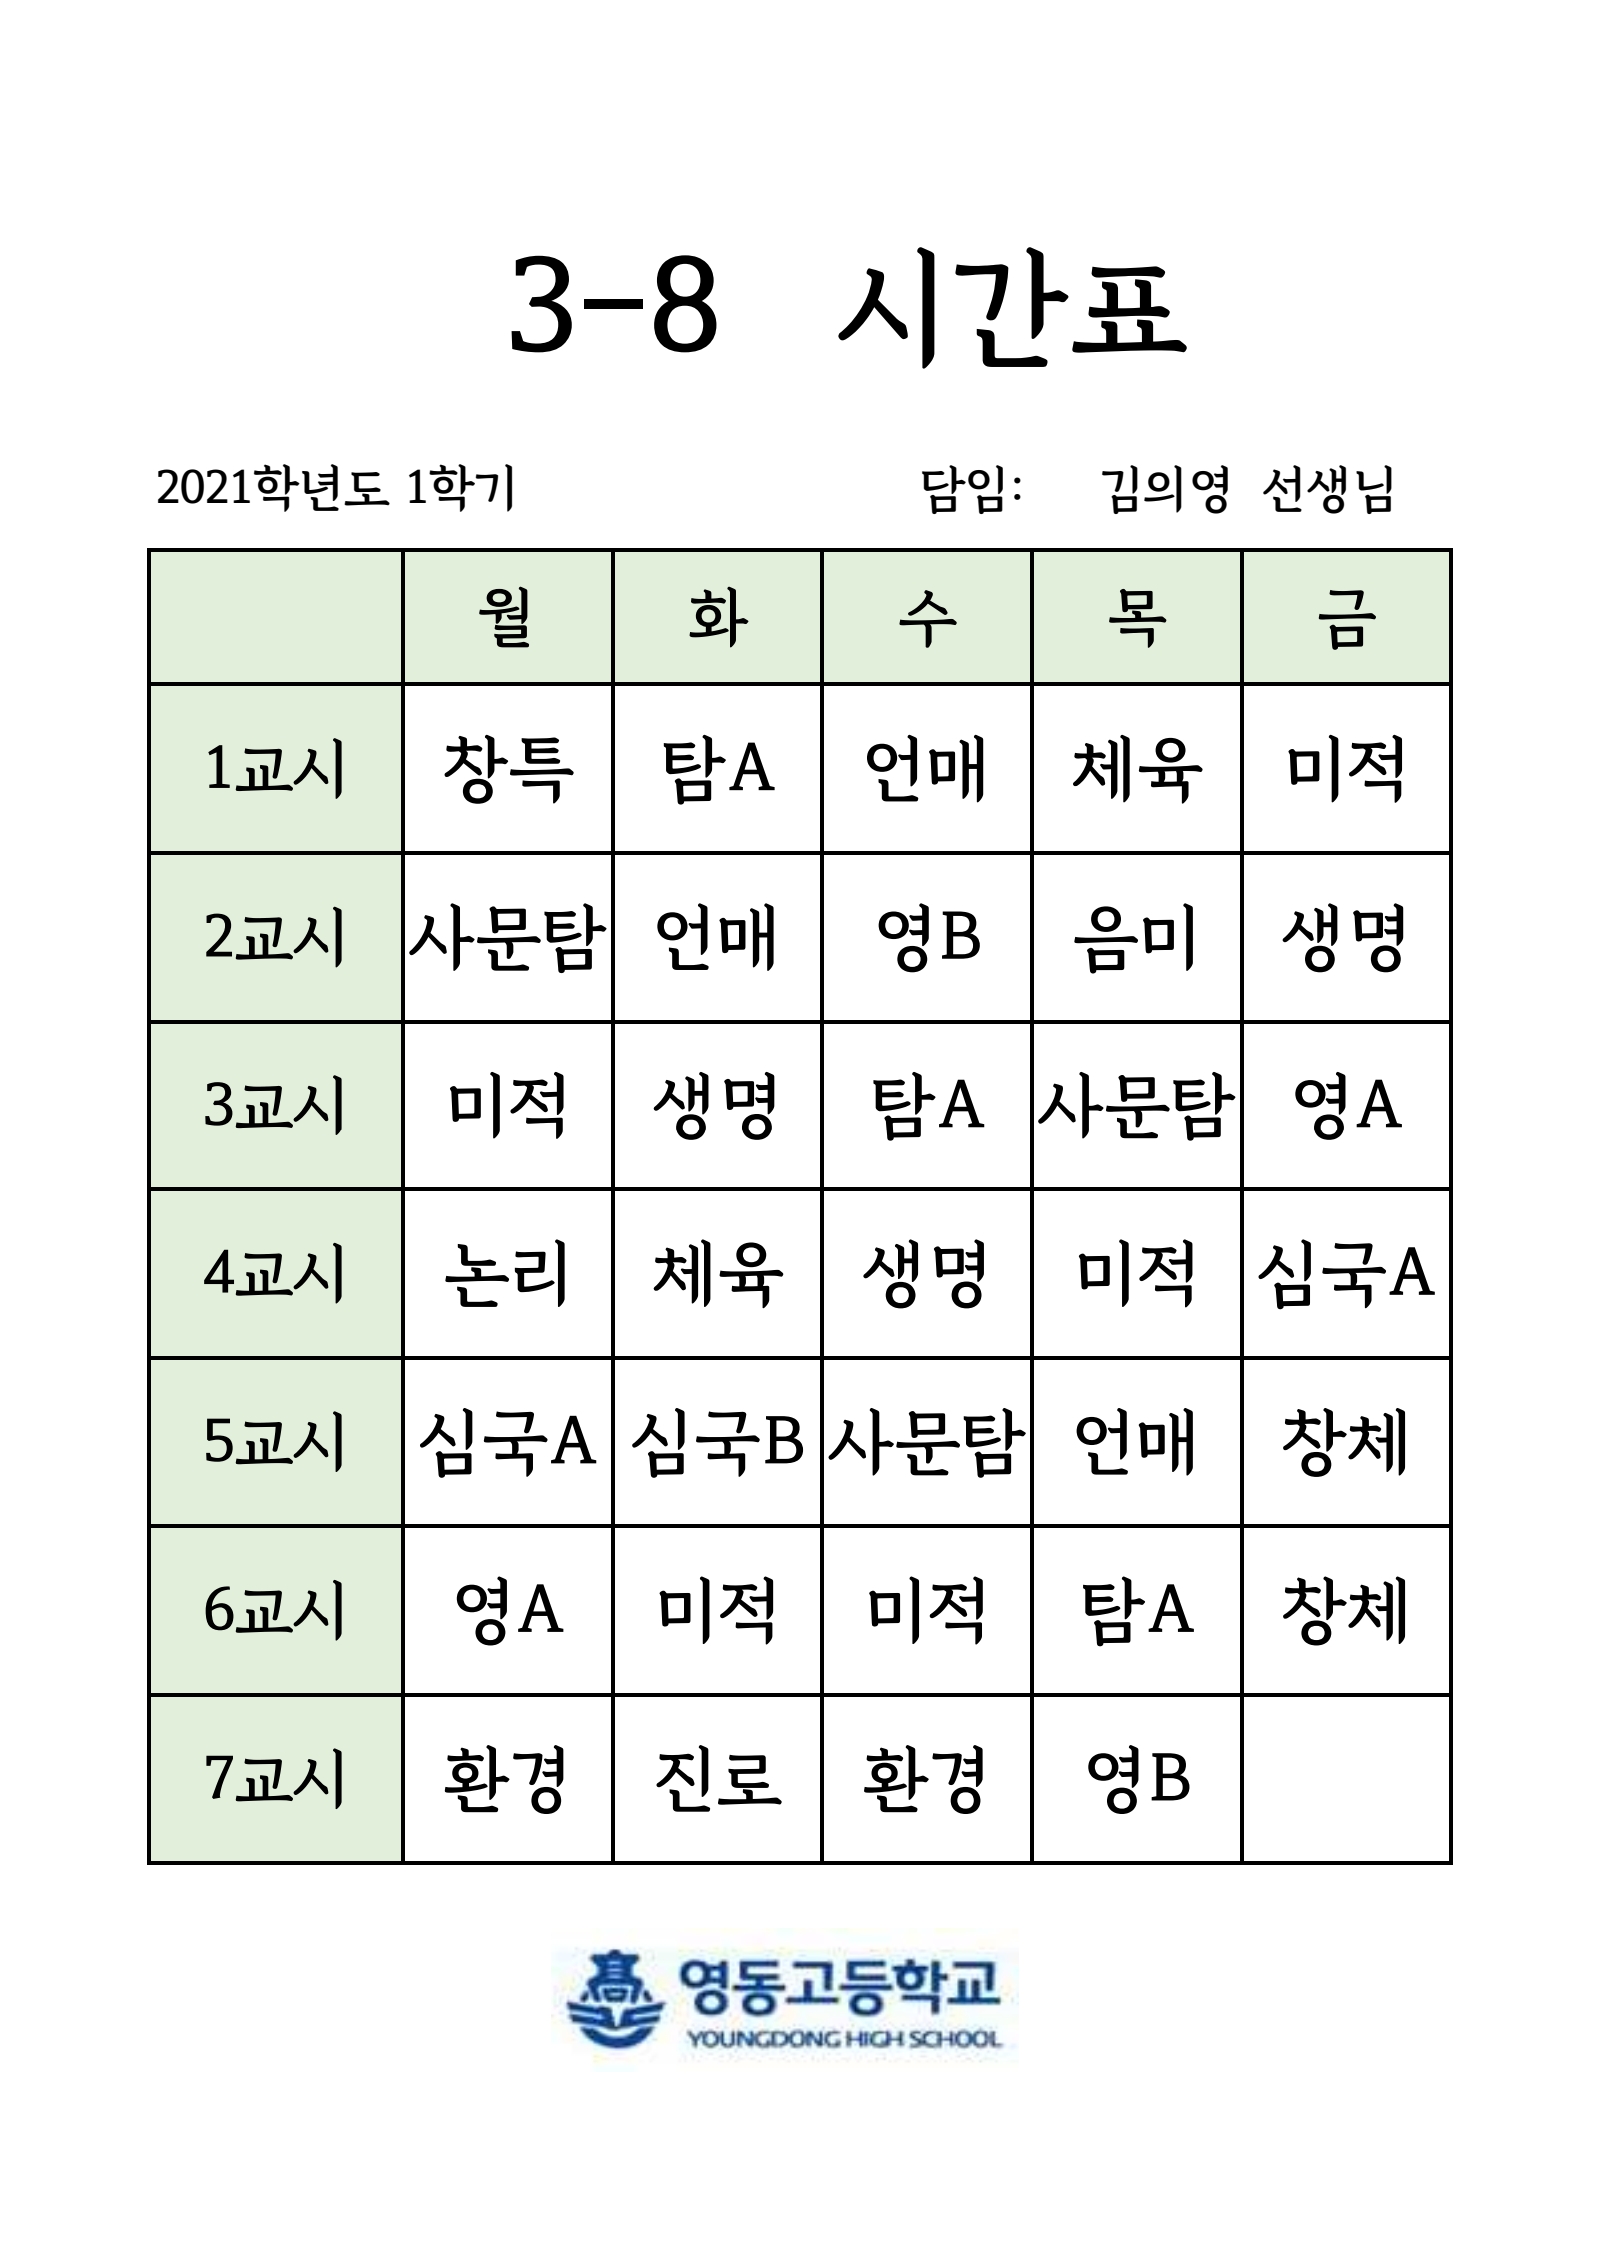 3-8 시간표
2021학년도 1학기 담임: 김의영 선생님
월 화 수 목 금
1교시 창특 탐A 언매 체육 미적
2교시 사문탐 언매 영B 음미 생명
3교시 미적 생명 탐A 사문탐 영A
4교시 논리 체육 생명 미적 심국A
5교시 심국A 심국B 사문탐 언매 창체
6교시 영A 미적 미적 탐A 창체
7교시 환경 진로 환경 영B
高 영동고등학교
YOUNGDONG HIGH SCHOOL